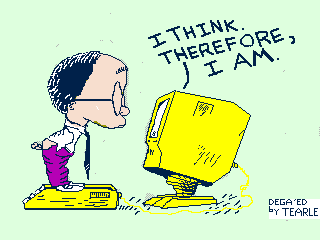 I THINK.
THEREFORE,
I AM.
DEGA'ED
by TEARLE